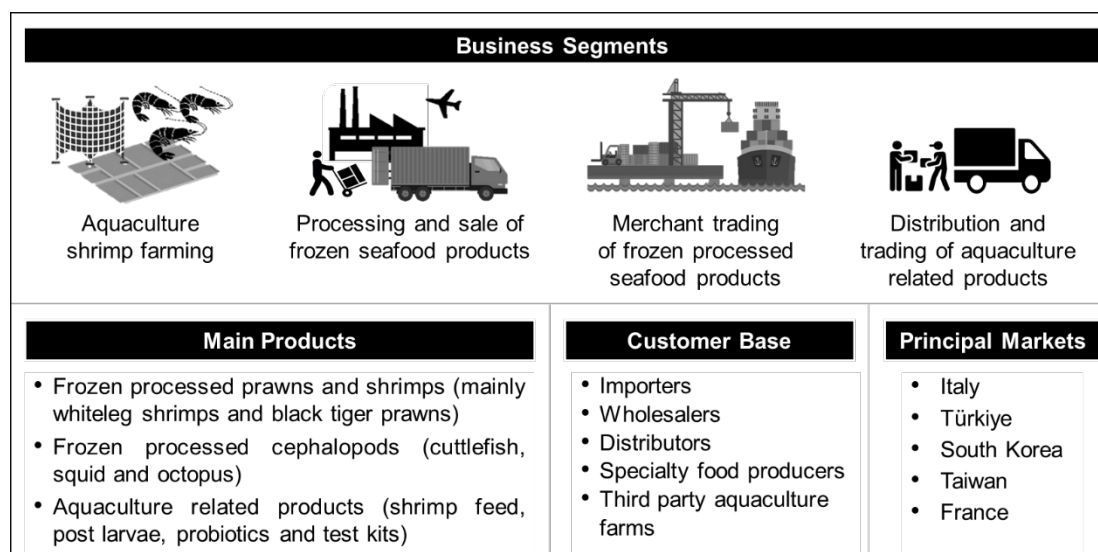 Business Segments
Aquaculture
shrimp farming
Processing and sale of
frozen seafood products
Merchant trading
of frozen processed
seafood products
Distribution and
trading of aquaculture
related products
Main Products
• Frozen processed prawns and shrimps (mainly
whiteleg shrimps and black tiger prawns)
• Frozen processed cephalopods (cuttlefish,
squid and octopus)
• Aquaculture related products (shrimp feed,
post larvae, probiotics and test kits)
Customer Base
• Importers
• Wholesalers
• Distributors
• Specialty food producers
• Third party aquaculture
farms
Principal Markets
• Italy
• Türkiye
• South Korea
• Taiwan
• France